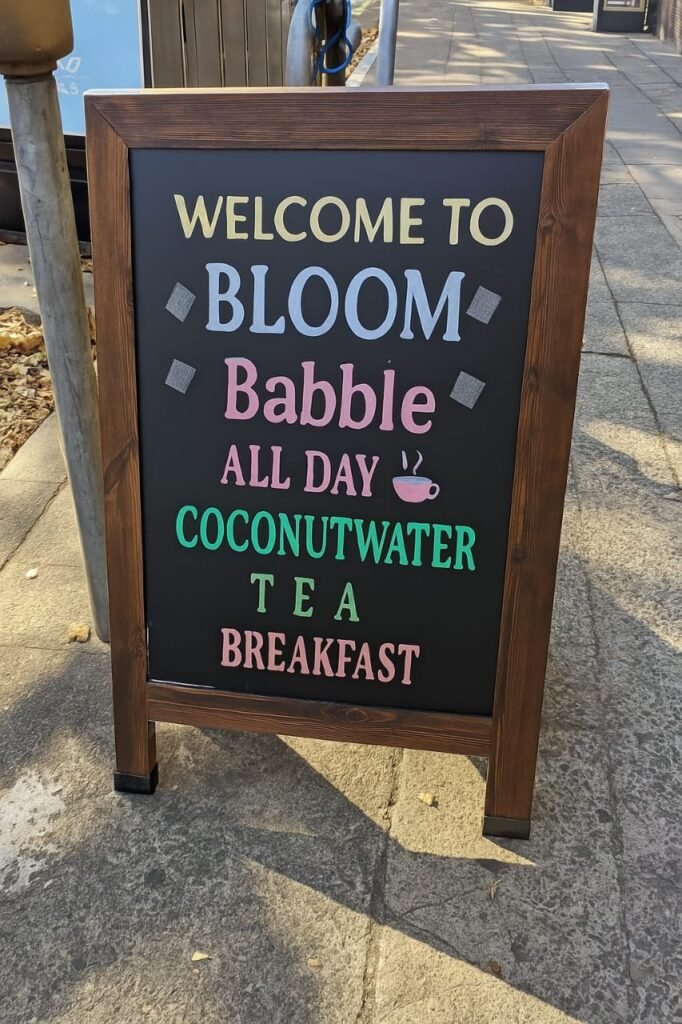 WELCOME TO
BLOOM
Babble
ALL DAY
COCONUTWATER
TEA
BREAKFAST